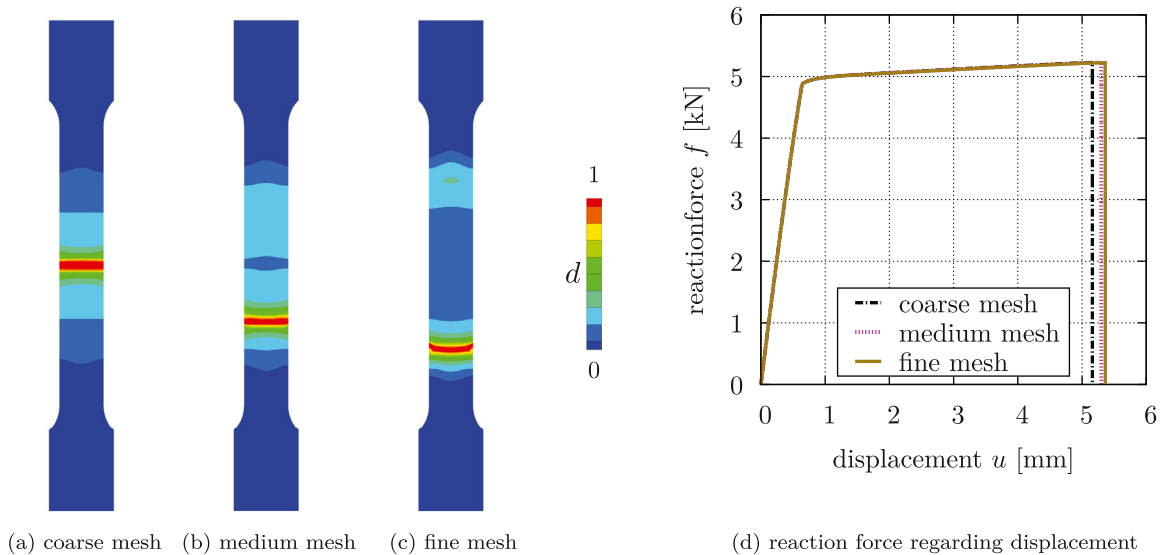 1
d
0
(a) coarse mesh
(b) medium mesh
(c) fine mesh
6
5
4
3
2
1
0
reactionforce f [kN]
coarse mesh
medium mesh
fine mesh
0 1 2 3 4 5 6
displacement u [mm]
(d) reaction force regarding displacement